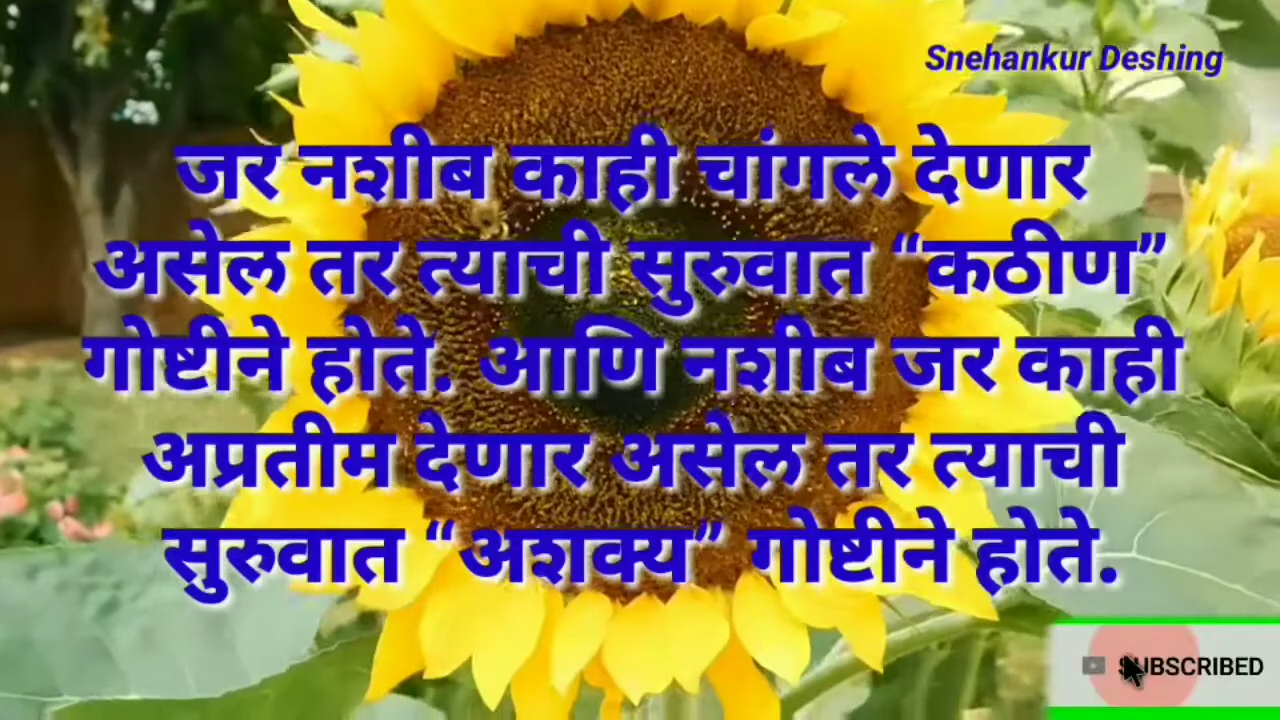 Snehankur Deshing
जर नशीब काही चांगले देणार
असेल तर त्याची सुरुवात “कठीण”
गोष्टीने होते. आणि नशीब जर काही
अप्रतीम देणार असेल तर त्याची
सुरुवात “अशक्य” गोष्टीने होते.
SUBSCRIBED